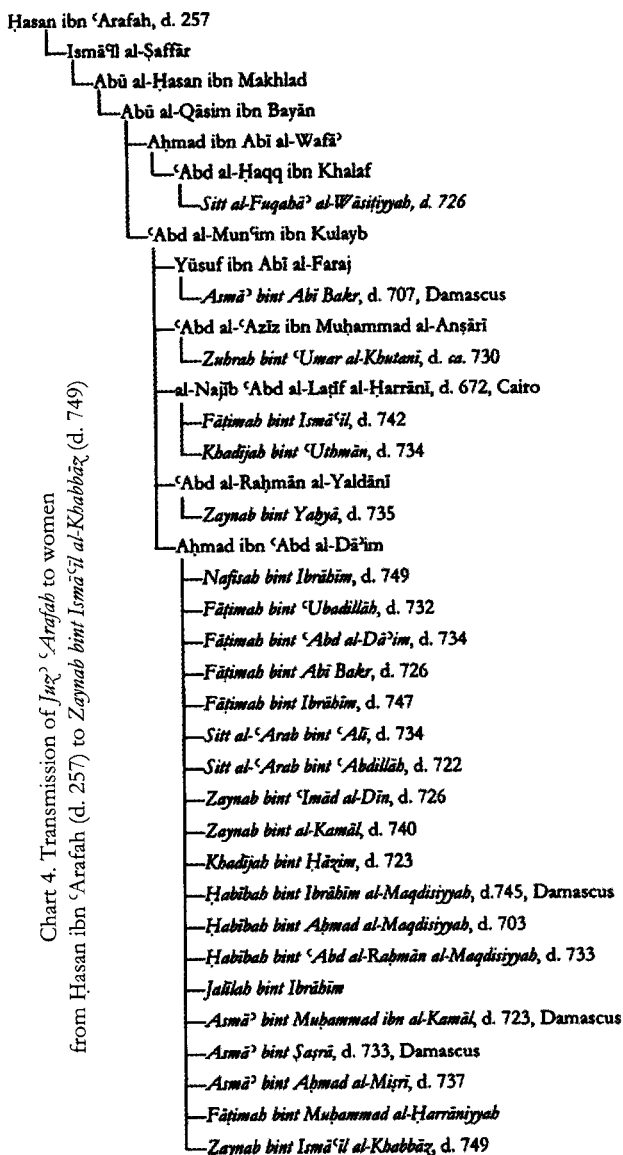 Ḥasan ibn ʿArafah, d. 257
Ismāʿīl al-Ṣaffār
Abū al-Ḥasan ibn Makhlad
Abū al-Qāsim ibn Bayān
Aḥmad ibn Abī al-Wafāʾ
ʿAbd al-Ḥaqq ibn Khalaf
Sitt al-Fuqahāʾ al-Wāsiṭiyyah, d. 726
ʿAbd al-Munʿim ibn Kulayb
Yūsuf ibn Abī al-Faraj
Asmāʾ bint Abī Bakr, d. 707, Damascus
ʿAbd al-ʿAzīz ibn Muḥammad al-Anṣārī
Zuhrah bint ʿUmar al-Khutanī, d. ca. 730
al-Najīb ʿAbd al-Laṭīf al-Ḥarrānī, d. 672, Cairo
Fāṭimah bint Ismāʿīl, d. 742
Khadījah bint ʿUthmān, d. 734
ʿAbd al-Raḥmān al-Yaldānī
Zaynab bint Yaḥyā, d. 735
Aḥmad ibn ʿAbd al-Dāʾim
Nafīsah bint Ibrāhīm, d. 749
Fāṭimah bint ʿUbadillāh, d. 732
Fāṭimah bint ʿAbd al-Dāʾim, d. 734
Fāṭimah bint Abī Bakr, d. 726
Fāṭimah bint Ibrāhīm, d. 747
Sitt al-ʿArab bint ʿAlī, d. 734
Sitt al-ʿArab bint ʿAbdillāh, d. 722
Zaynab bint ʿImād al-Dīn, d. 726
Zaynab bint al-Kamāl, d. 740
Khadījah bint Ḥāzim, d. 723
Ḥabībah bint Ibrāhīm al-Maqdisiyyah, d.745, Damascus
Ḥabībah bint Aḥmad al-Maqdisiyyah, d. 703
Ḥabībah bint ʿAbd al-Raḥmān al-Maqdisiyyah, d. 733
Jalīlah bint Ibrāhīm
Asmāʾ bint Muḥammad ibn al-Kamāl, d. 723, Damascus
Asmāʾ bint Ṣaṣrā, d. 733, Damascus
Asmāʾ bint Aḥmad al-Miṣrī, d. 737
Fāṭimah bint Muḥammad al-Ḥarrāniyyah
Zaynab bint Ismāʿīl al-Khabbāz, d. 749
Chart 4. Transmission of Juzʾ ʿArafah to women
from Ḥasan ibn ʿArafah (d. 257) to Zaynab bint Ismāʿīl al-Khabbāz (d. 749)